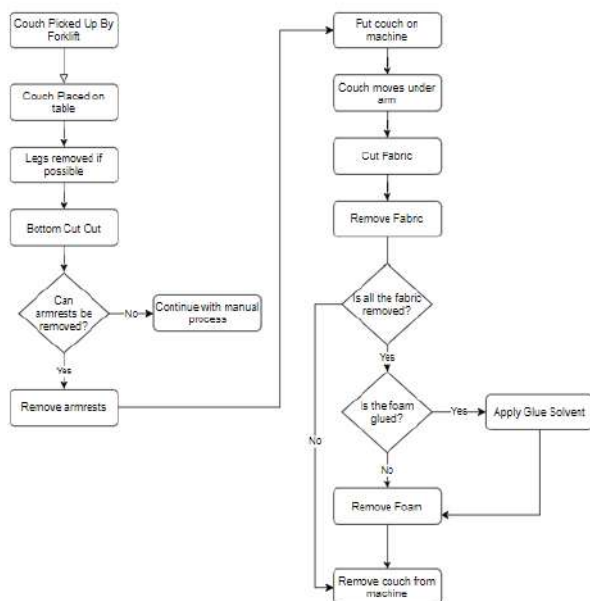 Couch Picked Up By
Forklift
Couch Placed on
table
Legs removed if
possible
Bottom Cut Out
Can
armrests be
removed?
No
Continue with manual
process
Yes
Remove armrests
Put couch on
machine
Couch moves under
arm
Cut Fabric
Remove Fabric
Is all the fabric
removed?
Yes
No
Is the foam
glued?
Yes
Apply Glue Solvent
No
Remove Foam
Remove couch from
machine